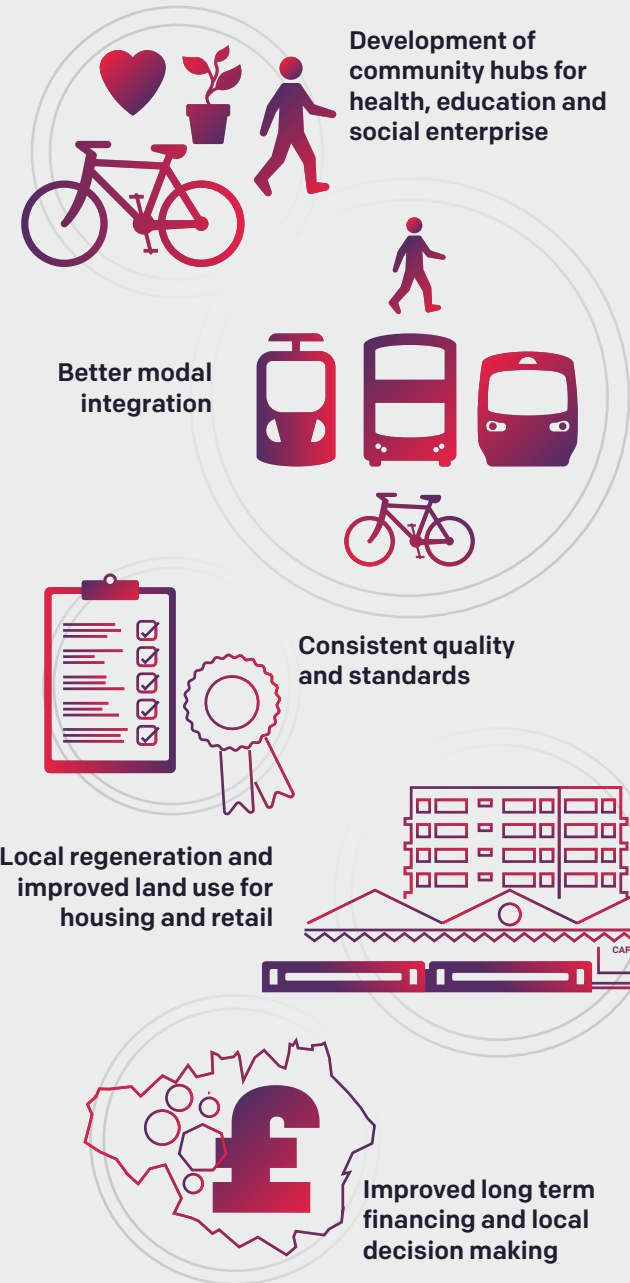 Development of
community hubs for
health, education and
social enterprise
Better modal
integration
Consistent quality
and standards
Local regeneration and
improved land use for
housing and retail
CAF
Improved long term
financing and local
decision making